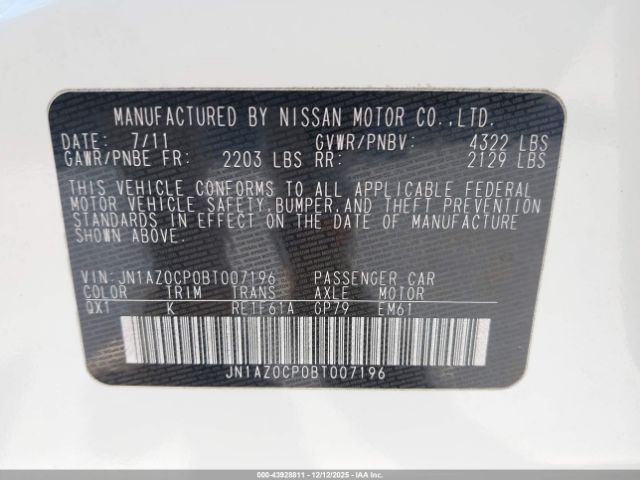 MANUFACTURED BY NISSAN MOTOR CO.,LTD.
DATE: 7/11 GVWR/PNBV: 4322 LBS
GAWR/PNBE FR: 2203 LBS RR: 2129 LBS
THIS VEHICLE CONFORMS TO ALL APPLICABLE FEDERAL
MOTOR VEHICLE SAFETY,BUMPER,AND THEFT PREVENTION
STANDARDS IN EFFECT ON THE DATE OF MANUFACTURE
SHOWN ABOVE.
VIN:JN1AZ0CP0BT007196 PASSENGER CAR
COLOR TRIM TRANS AXLE MOTOR
QX1 K RE1F61A GP79 EM61
JN1AZ0CP0BT007196
000-43928811 - 12/12/2025 - IAAI.COM